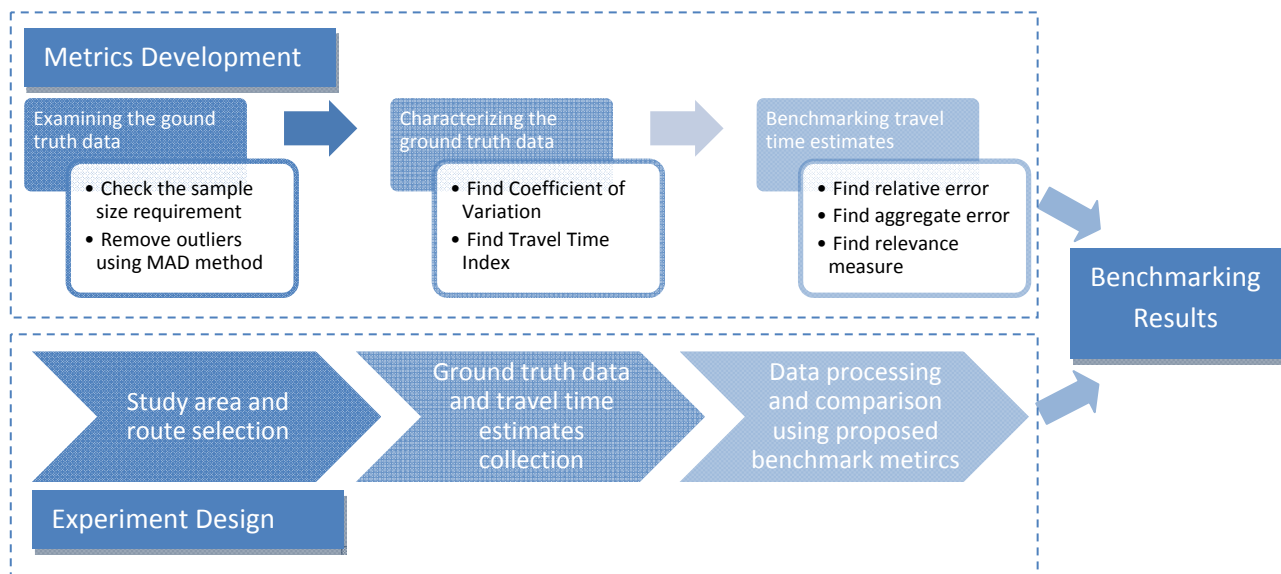 Metrics Development
Examining the gound
truth data
• Check the sample
size requirement
• Remove outliers
using MAD method
Characterizing the
ground truth data
• Find Coefficient of
Variation
• Find Travel Time
Index
Benchmarking travel
time estimates
• Find relative error
• Find aggregate error
• Find relevance
measure
Benchmarking
Results
Study area and
route selection
Ground truth data
and travel time
estimates
collection
Data processing
and comparison
using proposed
benchmark metircs
Experiment Design